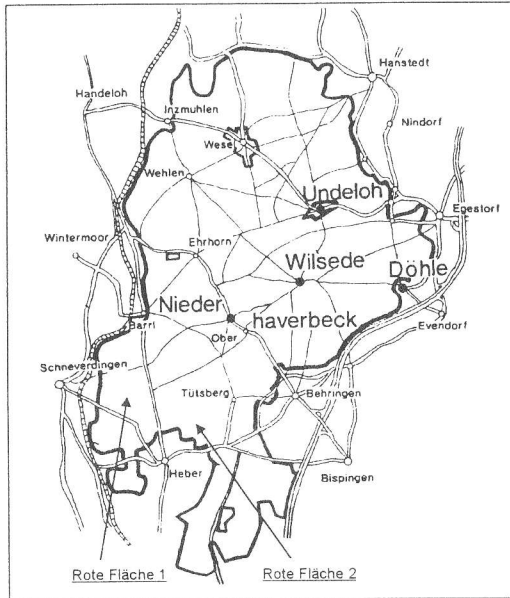 Hanstedt
Handeloh
Inzmuhlen
Nindorf
Wese
Wehlen
Undeloh
Egestorf
Wintermoor
Ehrhorn
Wilsede
Döhle
Nieder
haverbeck
Barrl
Ober
Evendorf
Schneverdingen
Tütsberg
Behringen
Heber
Bispingen
Rote Fläche 1
Rote Fläche 2